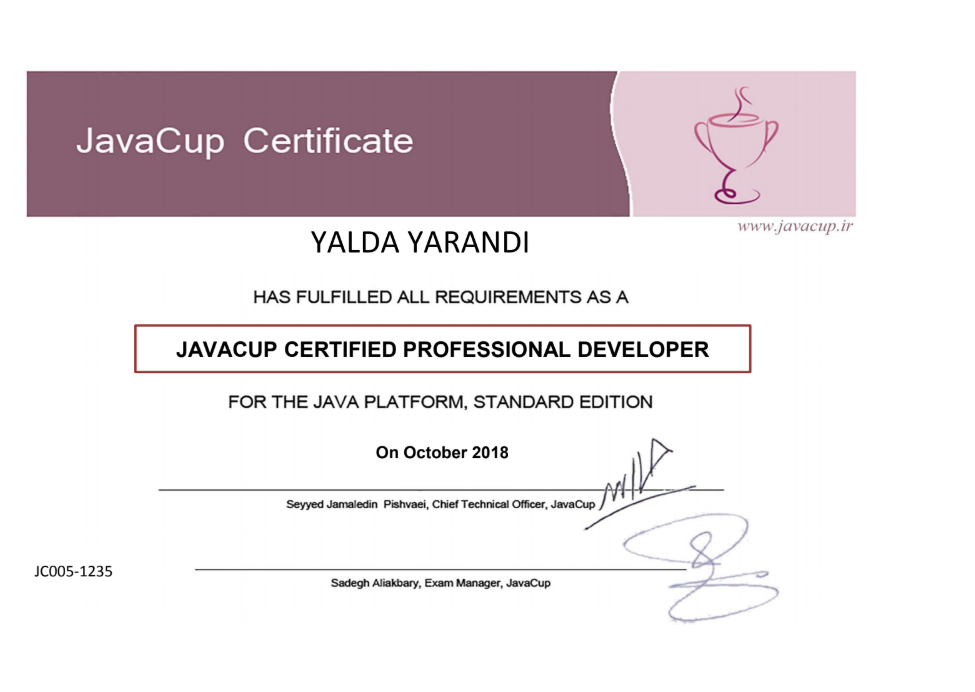 JavaCup Certificate
www.javacup.ir
YALDA YARANDI
HAS FULFILLED ALL REQUIREMENTS AS A
JAVACUP CERTIFIED PROFESSIONAL DEVELOPER
FOR THE JAVA PLATFORM, STANDARD EDITION
On October 2018
Seyyed Jamaledin Pishvaei, Chief Technical Officer, JavaCup
JC005-1235
Sadegh Aliakbary, Exam Manager, JavaCup